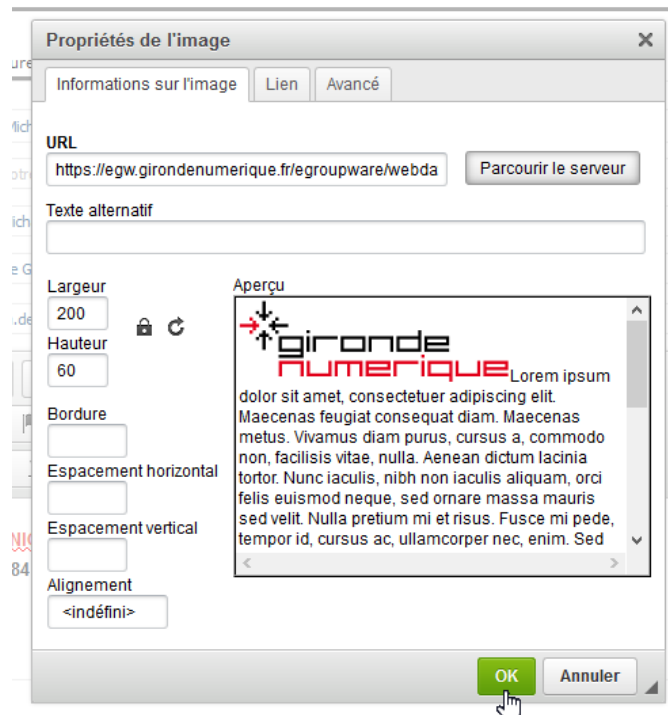 Propriétés de l'image
Informations sur l'image Lien Avancé
URL
https://egw.girondenumerique.fr/egroupware/webda Parcourir le serveur
Texte alternatif
Largeur
200
Hauteur
60
Bordure
Espacement horizontal
Espacement vertical
Alignement
<indéfini>
Aperçu
gironde
numerique Lorem ipsum
dolor sit amet, consectetuer adipiscing elit.
Maecenas feugiat consequat diam. Maecenas
metus. Vivamus diam purus, cursus a, commodo
non, facilisis vitae, nulla. Aenean dictum lacinia
tortor. Nunc iaculis, nibh non iaculis aliquam, orci
felis euismod neque, sed ornare massa mauris
sed velit. Nulla pretium mi et risus. Fusce mi pede,
tempor id, cursus ac, ullamcorper nec, enim. Sed
OK Annuler
84